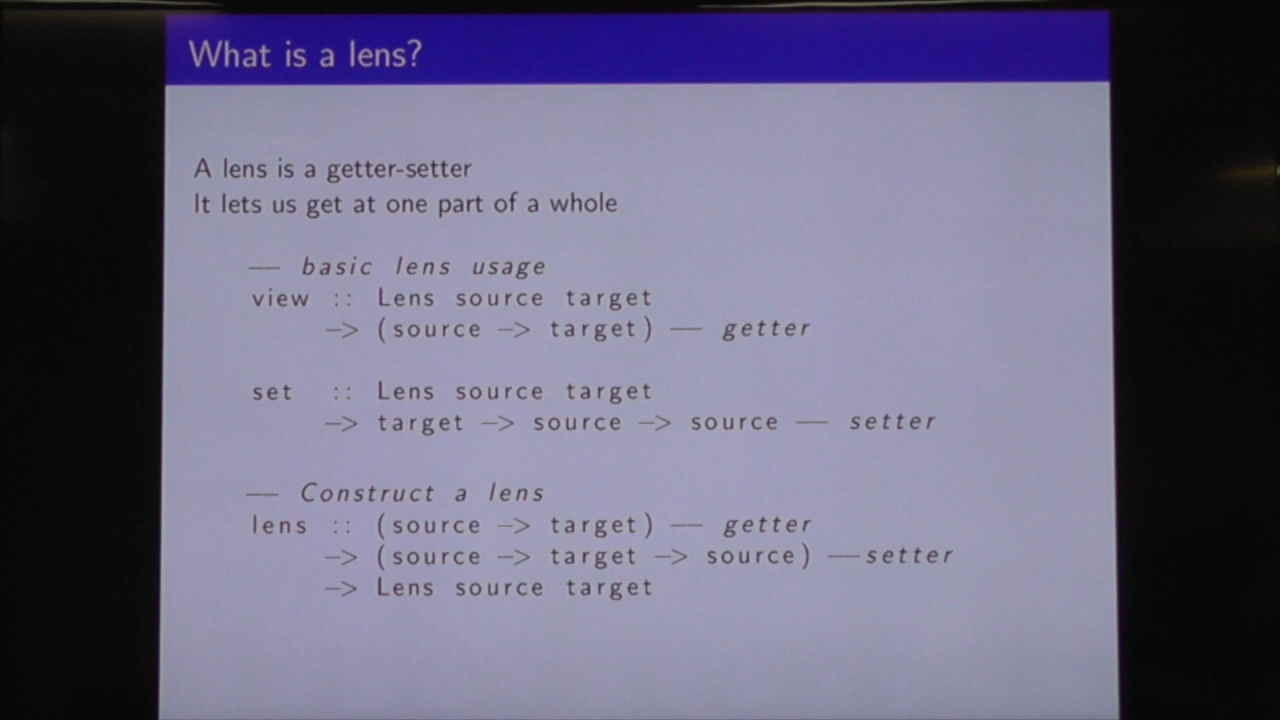 What is a lens?
A lens is a getter-setter
It lets us get at one part of a whole
— basic lens usage
view :: Lens source target
—> (source —> target) — getter
set :: Lens source target
—> target —> source —> source — setter
— Construct a lens
lens :: (source —> target) — getter
—> (source —> target —> source) —setter
—> Lens source target